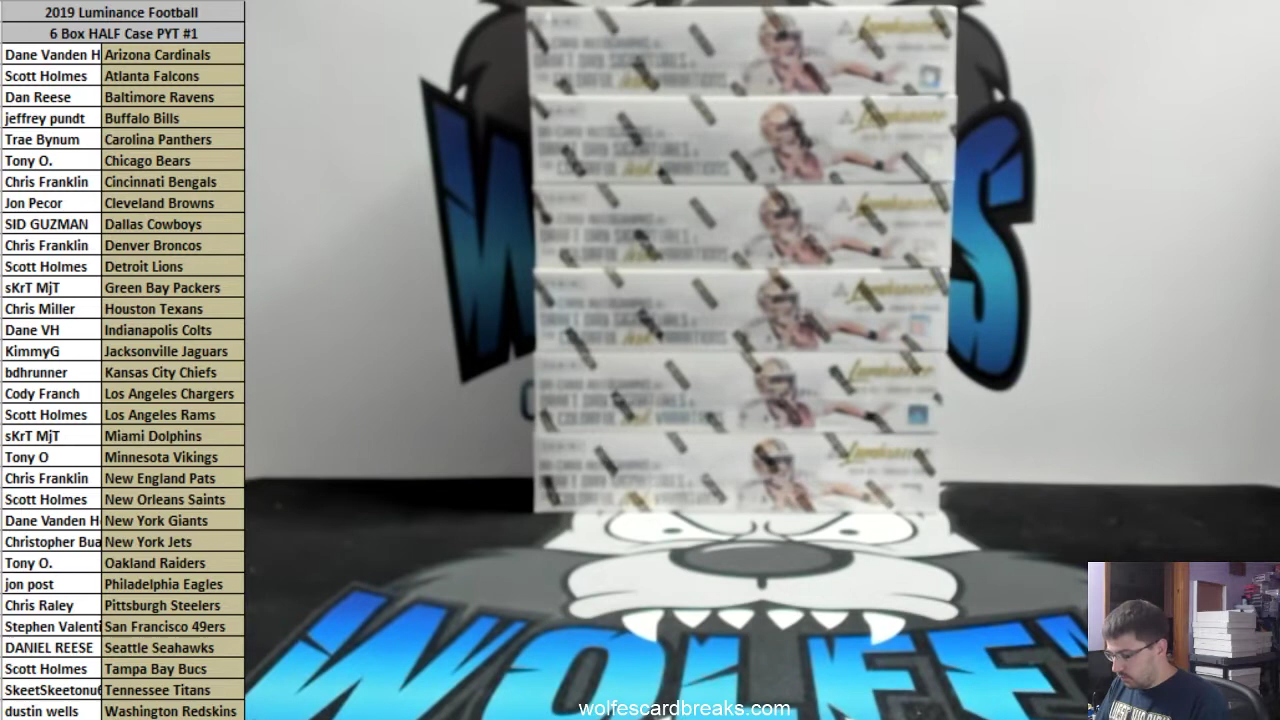 2019 Luminance Football
6 Box HALF Case PYT #1
Dane Vanden H Arizona Cardinals
Scott Holmes Atlanta Falcons
Dan Reese Baltimore Ravens
jeffrey pundt Buffalo Bills
Trae Bynum Carolina Panthers
Tony O. Chicago Bears
Chris Franklin Cincinnati Bengals
Jon Pecor Cleveland Browns
SID GUZMAN Dallas Cowboys
Chris Franklin Denver Broncos
Scott Holmes Detroit Lions
sKrT MjT Green Bay Packers
Chris Miller Houston Texans
Dane VH Indianapolis Colts
KimmyG Jacksonville Jaguars
bdhrunner Kansas City Chiefs
Cody Franch Los Angeles Chargers
Scott Holmes Los Angeles Rams
sKrT MjT Miami Dolphins
Tony O Minnesota Vikings
Chris Franklin New England Pats
Scott Holmes New Orleans Saints
Dane Vanden H New York Giants
Christopher Bua New York Jets
Tony O. Oakland Raiders
jon post Philadelphia Eagles
Chris Raley Pittsburgh Steelers
Stephen Valenti San Francisco 49ers
DANIEL REESE Seattle Seahawks
Scott Holmes Tampa Bay Bucs
SkeetSkeetonu Tennessee Titans
dustin wells Washington Redskins
Luminance
Luminance
Luminance
Luminance
Luminance
Luminance
WOLFE'
wolfescardbreaks.com